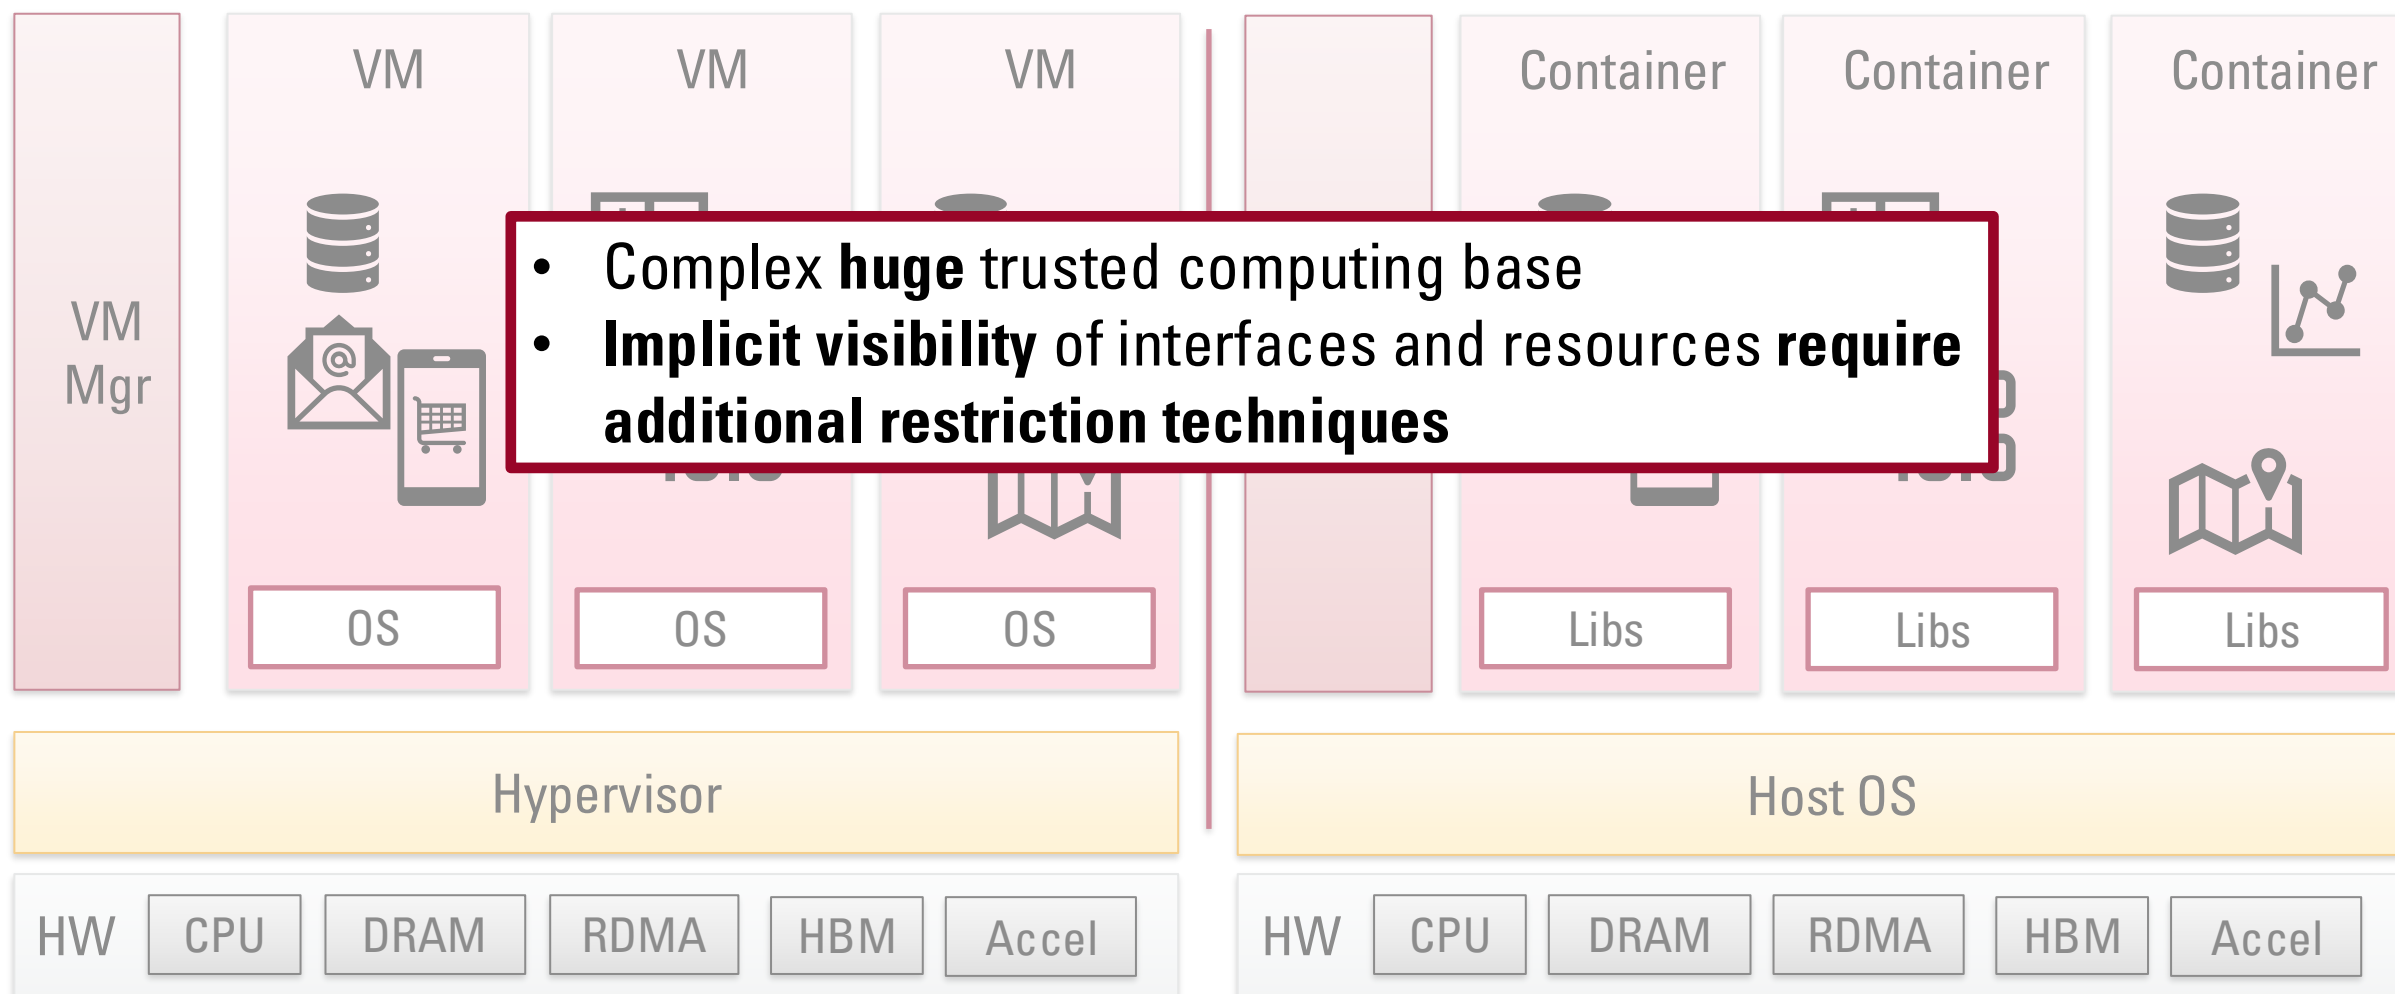 VM
VM
VM
Container
Container
Container
VM
Mgr
@
• Complex huge trusted computing base
• Implicit visibility of interfaces and resources require
additional restriction techniques
OS
OS
OS
Libs
Libs
Libs
Hypervisor
Host OS
HW
CPU
DRAM
RDMA
HBM
Accel
HW
CPU
DRAM
RDMA
HBM
Accel